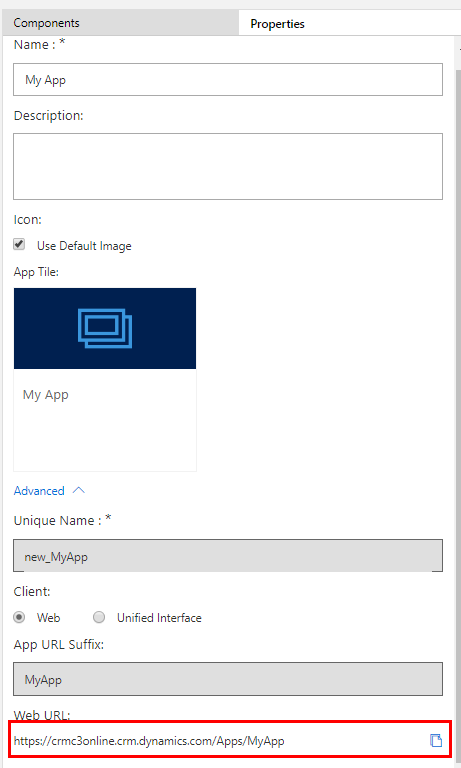 Components Properties
Name : *
My App
Description:
Icon:
Use Default Image
App Tile:
My App
Advanced
Unique Name : *
new_MyApp
Client:
Web Unified Interface
App URL Suffix:
MyApp
Web URL:
https://crmc3online.crm.dynamics.com/Apps/MyApp